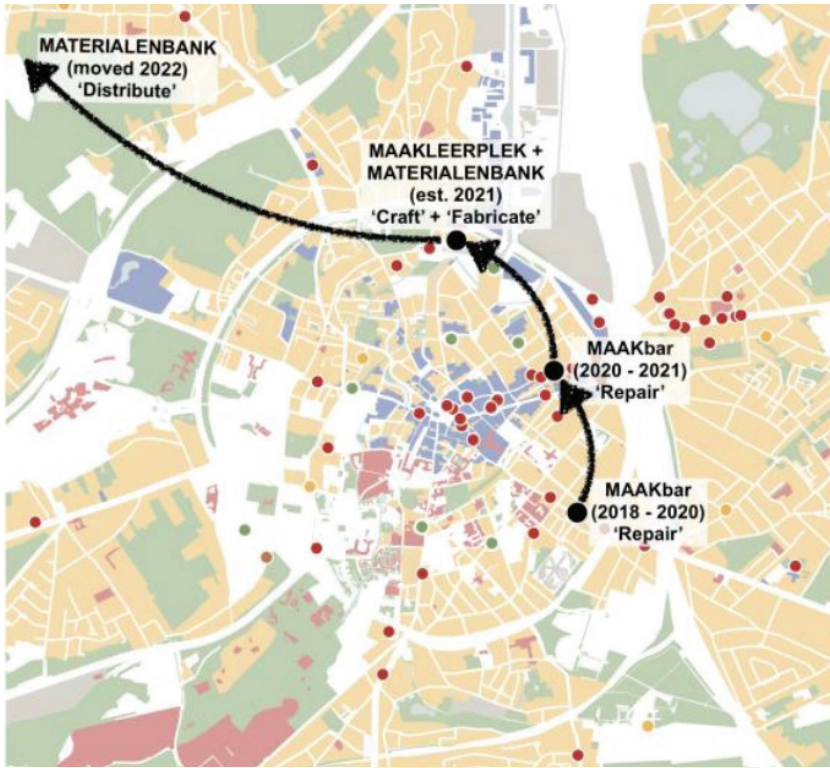 MATERIALENBANK
(moved 2022)
‘Distribute’
MAAKLEERPLEK +
MATERIALENBANK
(est. 2021)
‘Craft’ + ‘Fabricate’
MAAKbar
(2020 - 2021)
‘Repair’
MAAKbar
(2018 - 2020)
‘Repair’